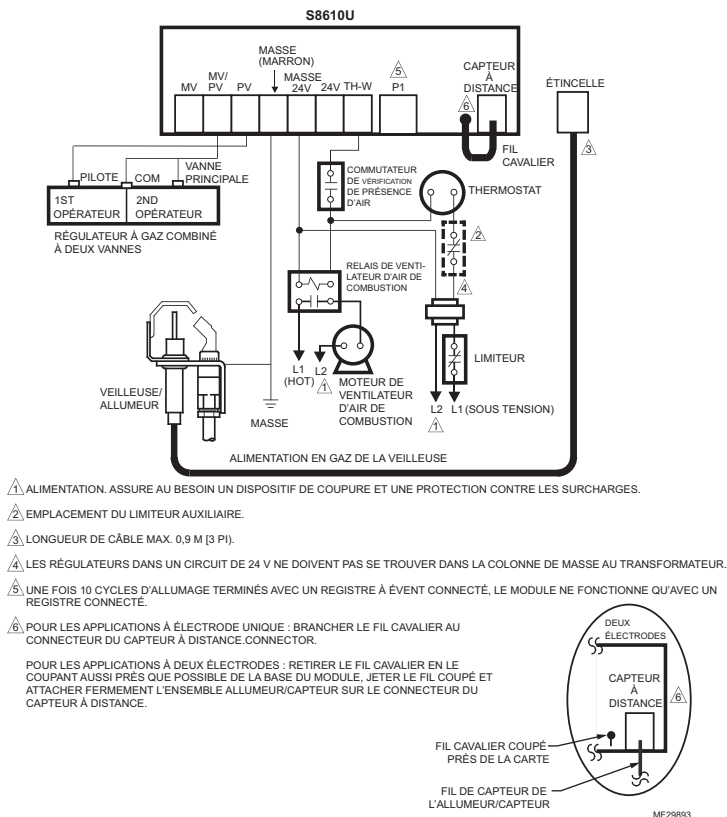 S8610U
MASSE
(MARRON)
MV
MV/
PV
PV
MASSE
24V
24V
TH-W
5
P1
CAPTEUR
À
DISTANCE
6
ÉTINCELLE
3
FIL
CAVALIER
PILOTE
COM
VANNE
PRINCIPALE
1ST
OPÉRATEUR
2ND
OPÉRATEUR
RÉGULATEUR À GAZ COMBINÉ
À DEUX VANNES
COMMUTATEUR
DE VÉRIFICATION
DE PRÉSENCE
D'AIR
THERMOSTAT
2
4
RELAIS DE VENTI-
LATEUR D'AIR DE
COMBUSTION
LIMITEUR
L1
(HOT)
L2
1
MOTEUR DE
VENTILATEUR
D'AIR DE
COMBUSTION
L2
1
L1 (SOUS TENSION)
VEILLEUSE/
ALLUMEUR
MASSE
ALIMENTATION EN GAZ DE LA VEILLEUSE
1 ALIMENTATION. ASSURE AU BESOIN UN DISPOSITIF DE COUPURE ET UNE PROTECTION CONTRE LES SURCHARGES.
2 EMPLACEMENT DU LIMITEUR AUXILIAIRE.
3 LONGUEUR DE CÂBLE MAX. 0,9 M [3 PI).
4 LES RÉGULATEURS DANS UN CIRCUIT DE 24 V NE DOIVENT PAS SE TROUVER DANS LA COLONNE DE MASSE AU TRANSFORMATEUR.
5 UNE FOIS 10 CYCLES D'ALLUMAGE TERMINÉS AVEC UN REGISTRE À ÉVENT CONNECTÉ, LE MODULE NE FONCTIONNE QU'AVEC UN
REGISTRE CONNECTÉ.
6 POUR LES APPLICATIONS À ÉLECTRODE UNIQUE : BRANCHER LE FIL CAVALIER AU
CONNECTEUR DU CAPTEUR À DISTANCE.CONNECTOR.
POUR LES APPLICATIONS À DEUX ÉLECTRODES : RETIRER LE FIL CAVALIER EN LE
COUPANT AUSSI PRÈS QUE POSSIBLE DE LA BASE DU MODULE, JETER LE FIL COUPÉ ET
ATTACHER FERMEMENT L'ENSEMBLE ALLUMEUR/CAPTEUR SUR LE CONNECTEUR DU
CAPTEUR À DISTANCE.
DEUX
ÉLECTRODES
CAPTEUR
À
DISTANCE
6
FIL CAVALIER COUPÉ
PRÈS DE LA CARTE
FIL DE CAPTEUR DE
L'ALLUMEUR/CAPTEUR
MF29893